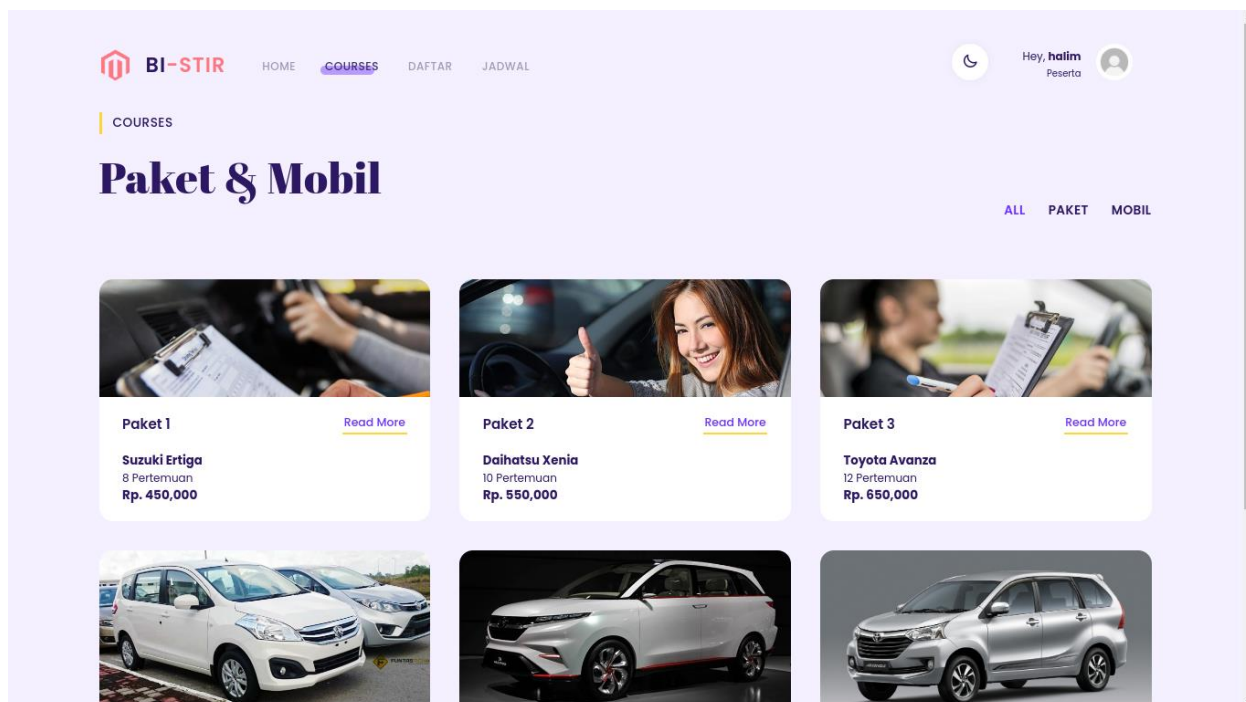 BI-STIR
HOME COURSES DAFTAR JADWAL
Hey, halim
Peserta
COURSES
Paket & Mobil
ALL PAKET MOBIL
Paket 1 Read More
Suzuki Ertiga
8 Pertemuan
Rp. 450,000
Paket 2 Read More
Daihatsu Xenia
10 Pertemuan
Rp. 550,000
Paket 3 Read More
Toyota Avanza
12 Pertemuan
Rp. 650,000